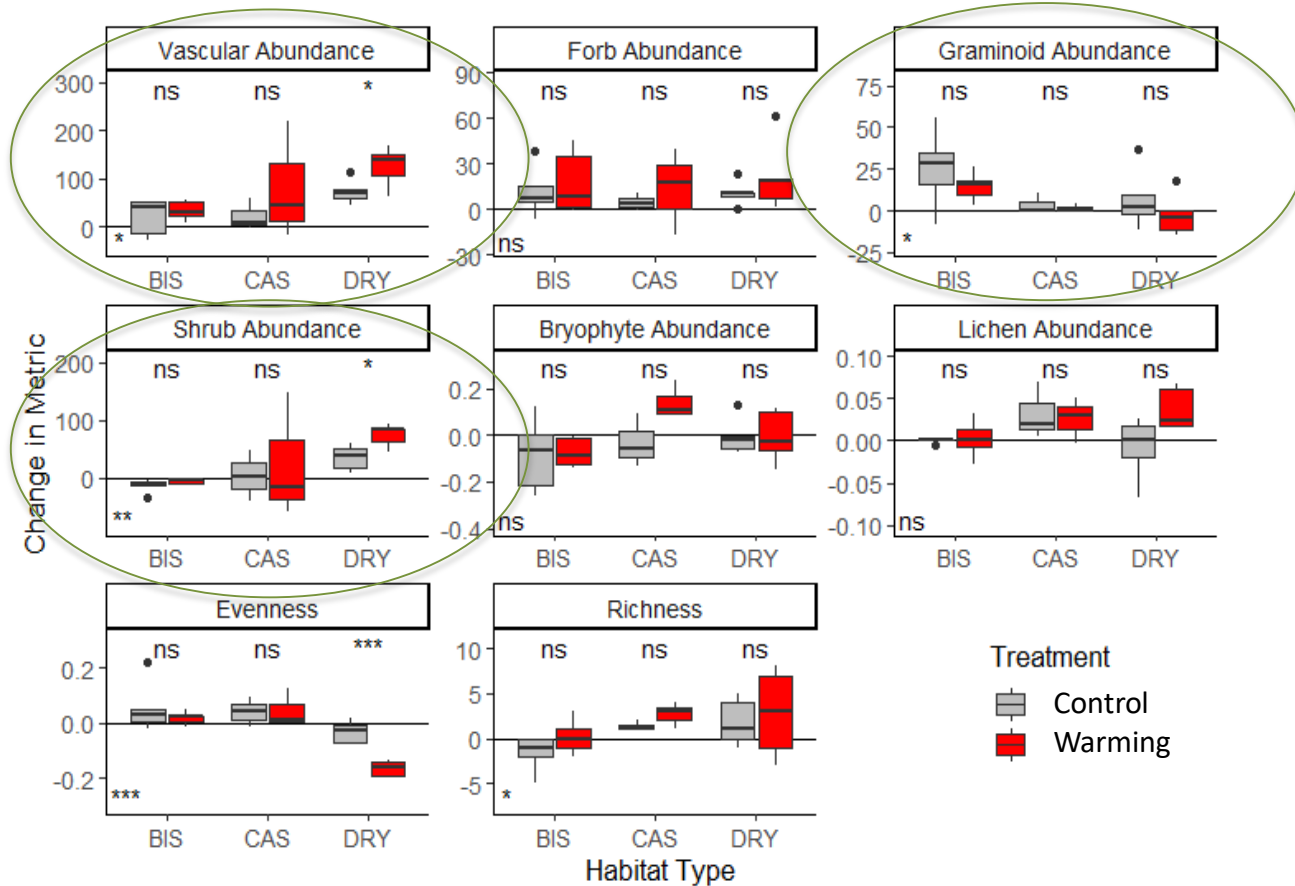 Vascular Abundance
300
200
100
0
ns
ns
*
*
BIS
CAS
DRY
Forb Abundance
90
60
30
0
-30
ns
ns
ns
ns
BIS
CAS
DRY
Graminoid Abundance
75
50
25
0
-25
ns
ns
ns
*
BIS
CAS
DRY
Change in Metric
Shrub Abundance
200
100
0
ns
ns
*
**
BIS
CAS
DRY
Bryophyte Abundance
0.2
0.0
-0.2
-0.4
ns
ns
ns
ns
BIS
CAS
DRY
Lichen Abundance
0.10
0.05
0.00
-0.05
-0.10
ns
ns
ns
ns
BIS
CAS
DRY
Evenness
0.2
0.0
-0.2
ns
ns
***
***
BIS
CAS
DRY
Richness
10
5
0
-5
ns
ns
ns
*
BIS
CAS
DRY
Habitat Type
Treatment
Control
Warming